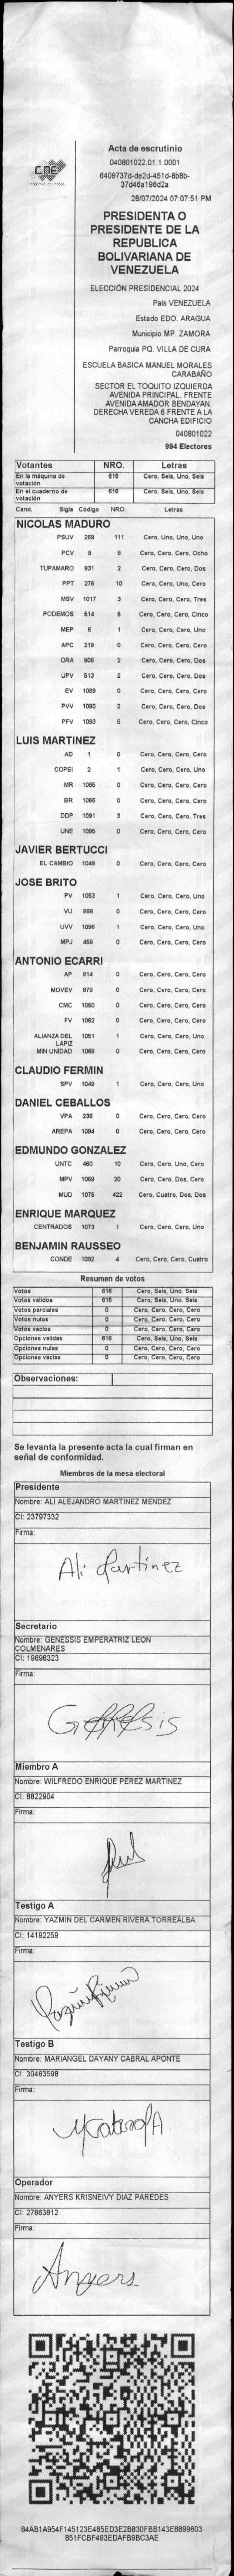 Acta de escrutinio
CNE
040801022.01.1.0001
6409737d-de2d-451d-8b8b-
37d46a196d2a
28/07/2024 07:07:51 PM
PRESIDENTA O
PRESIDENTE DE LA
REPUBLICA
BOLIVARIANA DE
VENEZUELA
ELECCIÓN PRESIDENCIAL 2024
País VENEZUELA
Estado EDO. ARAGUA
Municipio MP. ZAMORA
Parroquia PQ. VILLA DE CURA
ESCUELA BASICA MANUEL MORALES
CARABAÑO
SECTOR EL TOQUITO IZQUIERDA
AVENIDA PRINCIPAL. FRENTE
AVENIDA AMADOR BENDAYAN.
DERECHA VEREDA 6 FRENTE A LA
CANCHA EDIFICIO
040801022
994 Electores
Votantes NRO. Letras
En la máquina de votación 616 Cero, Seis, Uno, Seis
En el cuaderno de votación 616 Cero, Seis, Uno, Seis
Cand. Sigla Código NRO. Letras
NICOLAS MADURO
PSUV 269 111 Cero, Uno, Uno, Uno
PCV 9 8 Cero, Cero, Cero, Ocho
TUPAMARO 931 2 Cero, Cero, Cero, Dos
PPT 276 10 Cero, Cero, Uno, Cero
MSV 1017 3 Cero, Cero, Cero, Tres
PODEMOS 514 5 Cero, Cero, Cero, Cinco
MEP 6 1 Cero, Cero, Cero, Uno
APC 219 0 Cero, Cero, Cero, Cero
ORA 906 2 Cero, Cero, Cero, Dos
UPV 513 2 Cero, Cero, Cero, Dos
EV 1089 0 Cero, Cero, Cero, Cero
PVV 1090 2 Cero, Cero, Cero, Dos
PFV 1093 5 Cero, Cero, Cero, Cinco
LUIS MARTINEZ
AD 1 0 Cero, Cero, Cero, Cero
COPEI 2 1 Cero, Cero, Cero, Uno
MR 1065 0 Cero, Cero, Cero, Cero
BR 1066 0 Cero, Cero, Cero, Cero
DDP 1091 3 Cero, Cero, Cero, Tres
UNE 1095 0 Cero, Cero, Cero, Cero
JAVIER BERTUCCI
EL CAMBIO 1048 0 Cero, Cero, Cero, Cero
JOSE BRITO
PV 1053 1 Cero, Cero, Cero, Uno
VU 868 0 Cero, Cero, Cero, Cero
UVV 1096 1 Cero, Cero, Cero, Uno
MPJ 458 0 Cero, Cero, Cero, Cero
ANTONIO ECARRI
AP 814 0 Cero, Cero, Cero, Cero
MOVEV 978 0 Cero, Cero, Cero, Cero
CMC 1050 0 Cero, Cero, Cero, Cero
FV 1062 0 Cero, Cero, Cero, Cero
ALIANZA DEL LAPIZ 1051 1 Cero, Cero, Cero, Uno
MIN UNIDAD 1069 0 Cero, Cero, Cero, Cero
CLAUDIO FERMIN
SPV 1049 1 Cero, Cero, Cero, Uno
DANIEL CEBALLOS
VPA 236 0 Cero, Cero, Cero, Cero
AREPA 1094 0 Cero, Cero, Cero, Cero
EDMUNDO GONZALEZ
UNTC 460 10 Cero, Cero, Uno, Cero
MPV 1059 20 Cero, Cero, Dos, Cero
MUD 1075 422 Cero, Cuatro, Dos, Dos
ENRIQUE MARQUEZ
CENTRADOS 1073 1 Cero, Cero, Cero, Uno
BENJAMIN RAUSSEO
CONDE 1092 4 Cero, Cero, Cero, Cuatro
Resumen de votos
Votos 616 Cero, Seis, Uno, Seis
Votos validos 616 Cero, Seis, Uno, Seis
Votos parciales 0 Cero, Cero, Cero, Cero
Votos nulos 0 Cero, Cero, Cero, Cero
Votos vacios 0 Cero, Cero, Cero, Cero
Opciones validas 616 Cero, Seis, Uno, Seis
Opciones nulas 0 Cero, Cero, Cero, Cero
Opciones vacias 0 Cero, Cero, Cero, Cero
Observaciones:
Se levanta la presente acta la cual firman en
señal de conformidad.
Miembros de la mesa electoral
Presidente
Nombre: ALI ALEJANDRO MARTINEZ MENDEZ
CI: 23797332
Firma:
Ali Martinez
Secretario
Nombre: GENESSIS EMPERATRIZ LEON
COLMENARES
CI: 19698323
Firma:
Genessis
Miembro A
Nombre: WILFREDO ENRIQUE PEREZ MARTINEZ
CI: 8822904
Firma:
Testigo A
Nombre: YAZMIN DEL CARMEN RIVERA TORREALBA
CI: 14192259
Firma:
Testigo B
Nombre: MARIANGEL DAYANY CABRAL APONTE
CI: 30463598
Firma:
Operador
Nombre: ANYERS KRISNEIVY DIAZ PAREDES
CI: 27863812
Firma:
Anyers
84AB1A954F145123E485ED3E2B830FBB143E8899603
B51FCBF493EDAFB9BC3AE